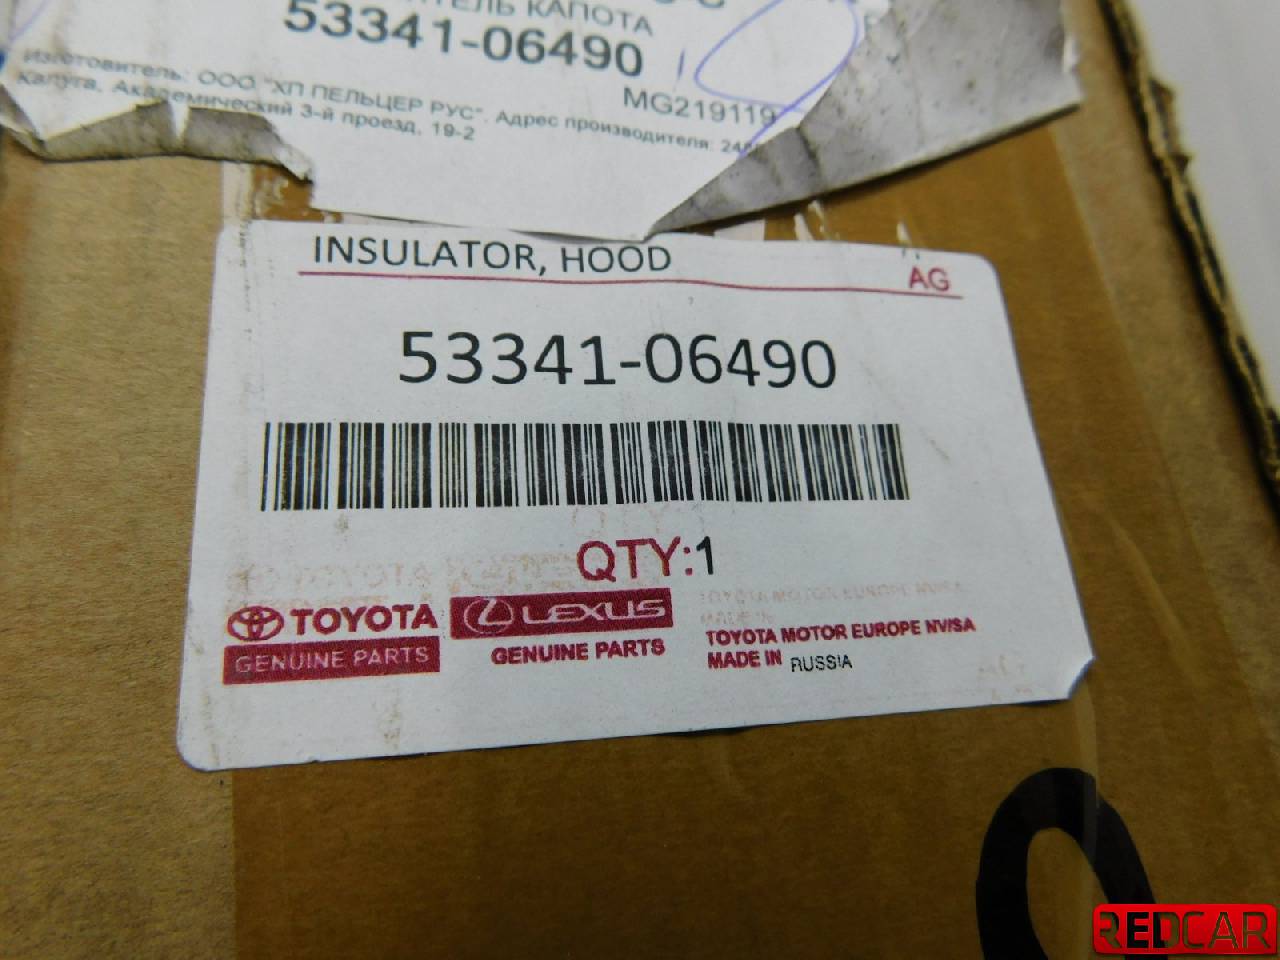 КАПОТА
53341-06490
MG219119
Изготовитель: ООО "ХП ПЕЛЬЦЕР РУС". Адрес производителя:
Калуга, Академический 3-й проезд, 19-2
INSULATOR, HOOD
AG
53341-06490
QTY:1
TOYOTA
GENUINE PARTS
LEXUS
GENUINE PARTS
TOYOTA MOTOR EUROPE NV/SA
MADE IN RUSSIA
REDCAR